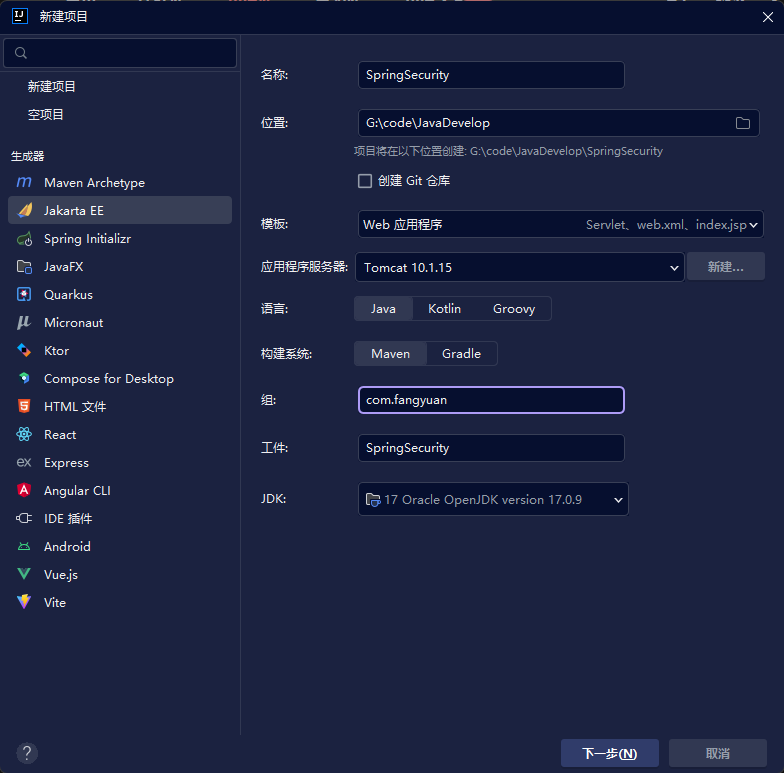 新建项目
新建项目
空项目
生成器
Maven Archetype
Jakarta EE
Spring Initializr
JavaFX
Quarkus
Micronaut
Ktor
Compose for Desktop
HTML 文件
React
Express
Angular CLI
IDE 插件
Android
Vue.js
Vite
名称: SpringSecurity
位置: G:\code\JavaDevelop
项目将在以下位置创建: G:\code\JavaDevelop\SpringSecurity
创建 Git 仓库
模板: Web 应用程序 Servlet、web.xml、index.jsp
应用程序服务器: Tomcat 10.1.15 新建...
语言: Java Kotlin Groovy
构建系统: Maven Gradle
组: com.fangyuan
工件: SpringSecurity
JDK: 17 Oracle OpenJDK version 17.0.9
? 下一步(N) 取消